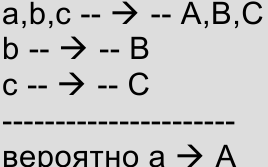 a,b,c -- → -- A,B,C
b -- → -- B
c -- → -- C
-----------------------
вероятно a → A